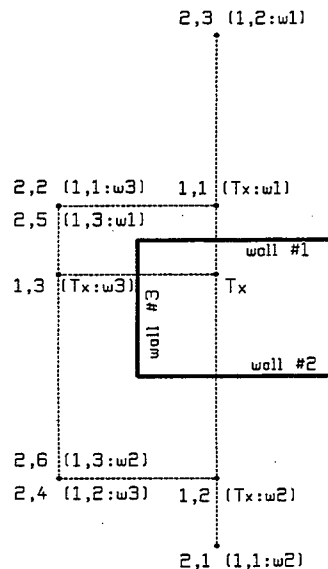 2,3 (1,2:w1)
2,2 (1,1:w3) 1,1 (Tx:w1)
2,5 (1,3:w1)
wall #1
1,3 (Tx:w3) Tx
wall #3
wall #2
2,6 (1,3:w2)
2,4 (1,2:w3) 1,2 (Tx:w2)
2,1 (1,1:w2)